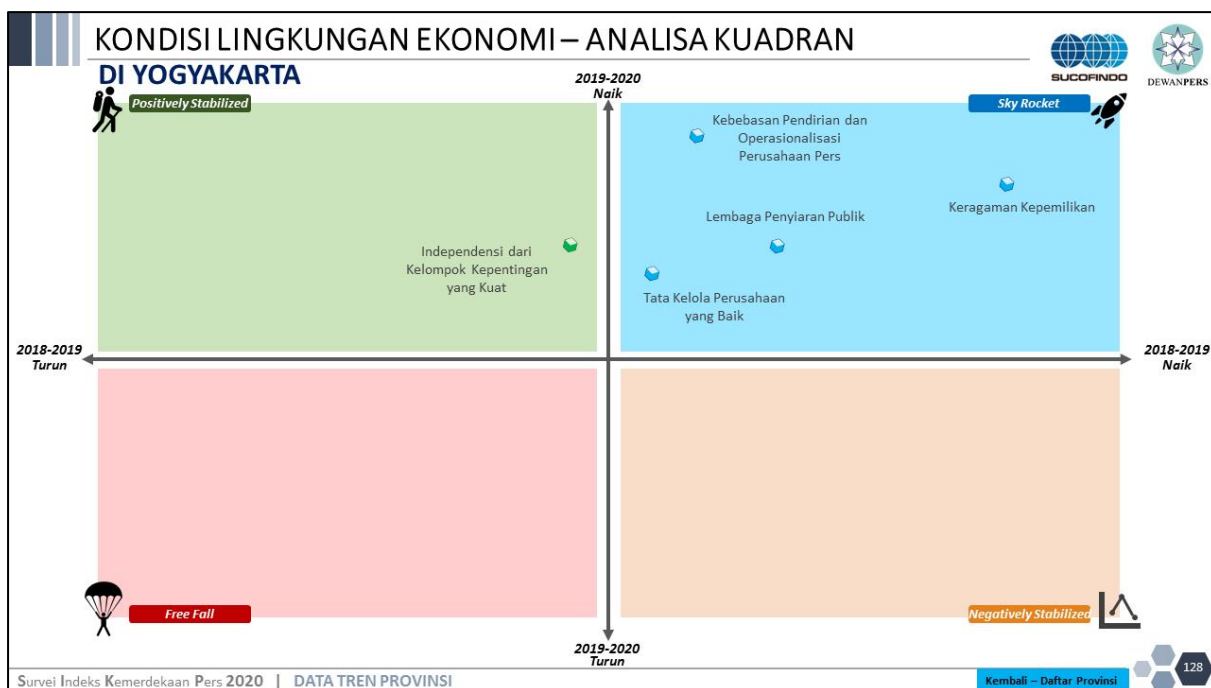 KONDISI LINGKUNGAN EKONOMI – ANALISA KUADRAN
DI YOGYAKARTA
SUCOFINDO
DEWANPERS
2019-2020
Naik
Positively Stabilized
Sky Rocket
Kebebasan Pendirian dan
Operasionalisasi
Perusahaan Pers
Keragaman Kepemilikan
Lembaga Penyiaran Publik
Independensi dari
Kelompok Kepentingan
yang Kuat
Tata Kelola Perusahaan
yang Baik
2018-2019
Turun
2018-2019
Naik
Free Fall
Negatively Stabilized
2019-2020
Turun
Survei Indeks Kemerdekaan Pers 2020 | DATA TREN PROVINSI
Kembali – Daftar Provinsi
128